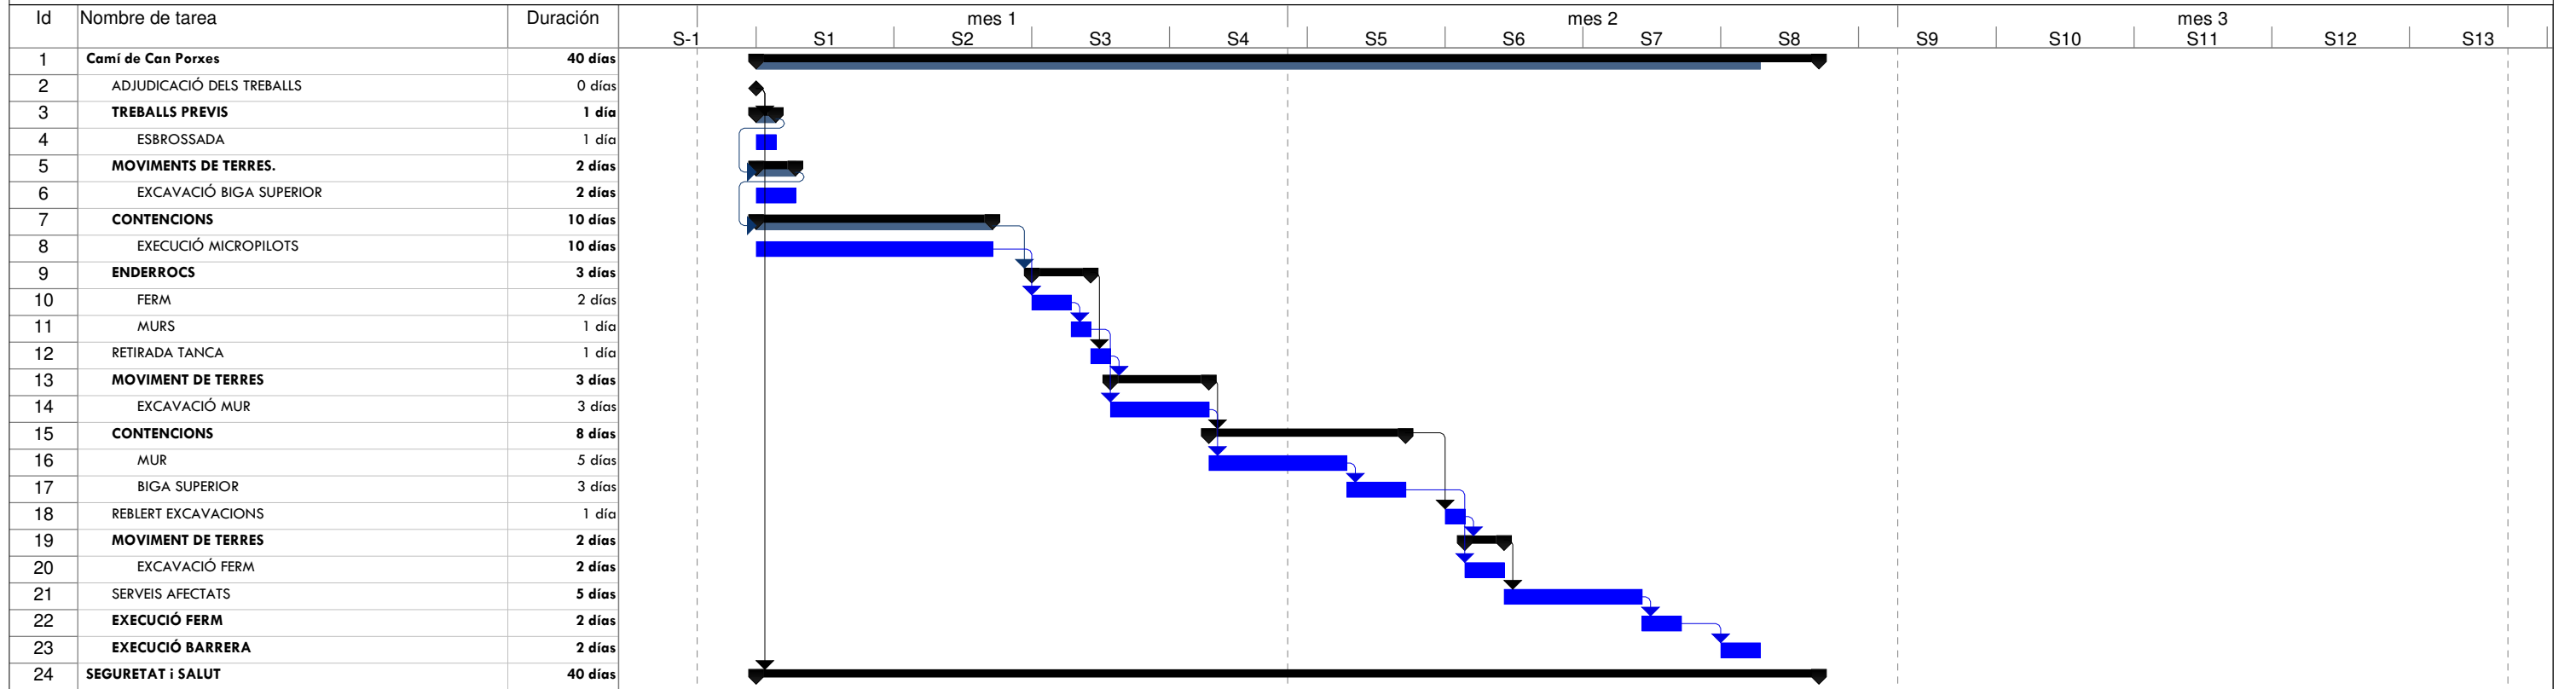 Id Nombre de tarea Duración mes 1 mes 2 mes 3
S-1 S1 S2 S3 S4 S5 S6 S7 S8 S9 S10 S11 S12 S13
1 Camí de Can Porxes 40 días
2 ADJUDICACIÓ DELS TREBALLS 0 días
3 TREBALLS PREVIS 1 día
4 ESBROSSADA 1 día
5 MOVIMENTS DE TERRES. 2 días
6 EXCAVACIÓ BIGA SUPERIOR 2 días
7 CONTENCIONS 10 días
8 EXECUCIÓ MICROPILOTS 10 días
9 ENDERROCS 3 días
10 FERM 2 días
11 MURS 1 día
12 RETIRADA TANCA 1 día
13 MOVIMENT DE TERRES 3 días
14 EXCAVACIÓ MUR 3 días
15 CONTENCIONS 8 días
16 MUR 5 días
17 BIGA SUPERIOR 3 días
18 REBLERT EXCAVACIONS 1 día
19 MOVIMENT DE TERRES 2 días
20 EXCAVACIÓ FERM 2 días
21 SERVEIS AFECTATS 5 días
22 EXECUCIÓ FERM 2 días
23 EXECUCIÓ BARRERA 2 días
24 SEGURETAT i SALUT 40 días